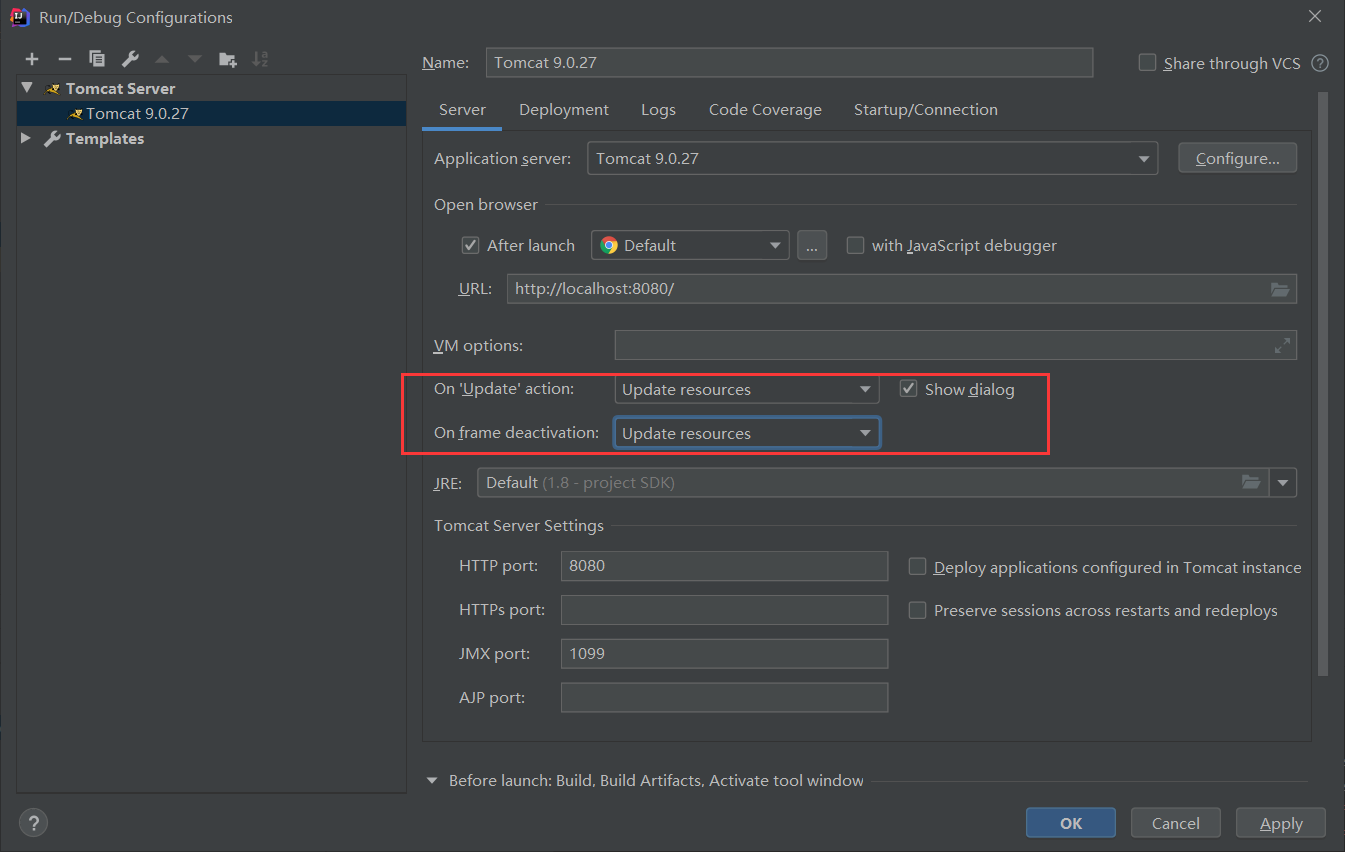 Run/Debug Configurations
Name: Tomcat 9.0.27 Share through VCS ?
Tomcat Server
Tomcat 9.0.27
Templates
Server Deployment Logs Code Coverage Startup/Connection
Application server: Tomcat 9.0.27 Configure...
Open browser
After launch Default ... with JavaScript debugger
URL: http://localhost:8080/
VM options:
On 'Update' action: Update resources Show dialog
On frame deactivation: Update resources
JRE: Default (1.8 - project SDK)
Tomcat Server Settings
HTTP port: 8080 Deploy applications configured in Tomcat instance
HTTPs port: Preserve sessions across restarts and redeploys
JMX port: 1099
AJP port:
Before launch: Build, Build Artifacts, Activate tool window
? OK Cancel Apply